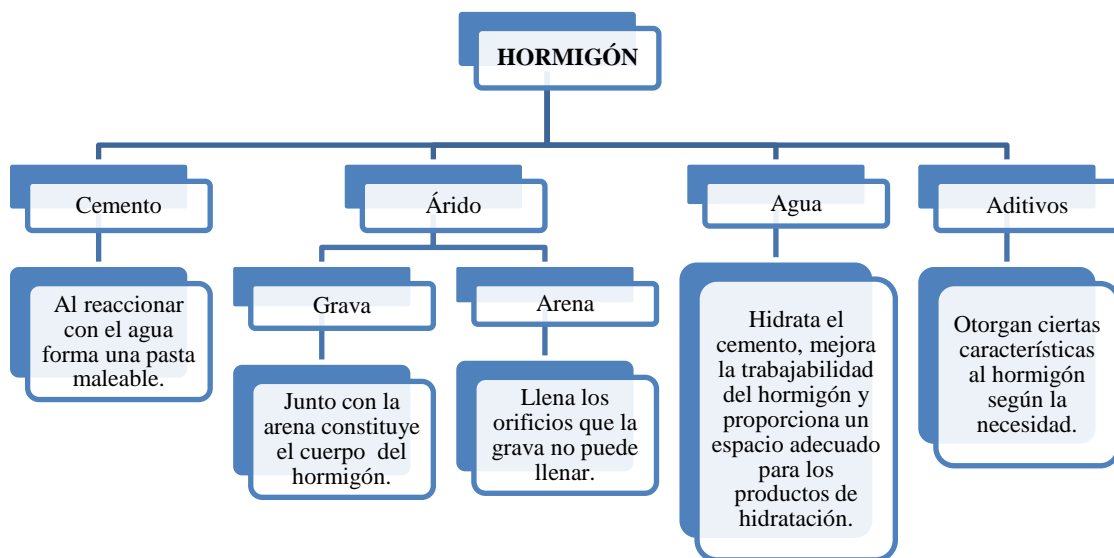 HORMIGÓN
Cemento
Al reaccionar
con el agua
forma una pasta
maleable.
Árido
Grava
Junto con la
arena constituye
el cuerpo del
hormigón.
Arena
Llena los
orificios que la
grava no puede
llenar.
Agua
Hidrata el
cemento, mejora
la trabajabilidad
del hormigón y
proporciona un
espacio adecuado
para los
productos de
hidratación.
Aditivos
Otorgan ciertas
características
al hormigón
según la
necesidad.